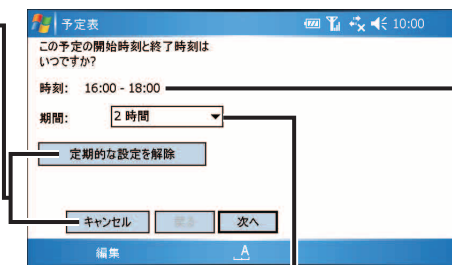 予定表 10:00
この予定の開始時刻と終了時刻は
いつですか?
時刻: 16:00 - 18:00
期間: 2 時間
定期的な設定を解除
キャンセル 次へ
編集 A